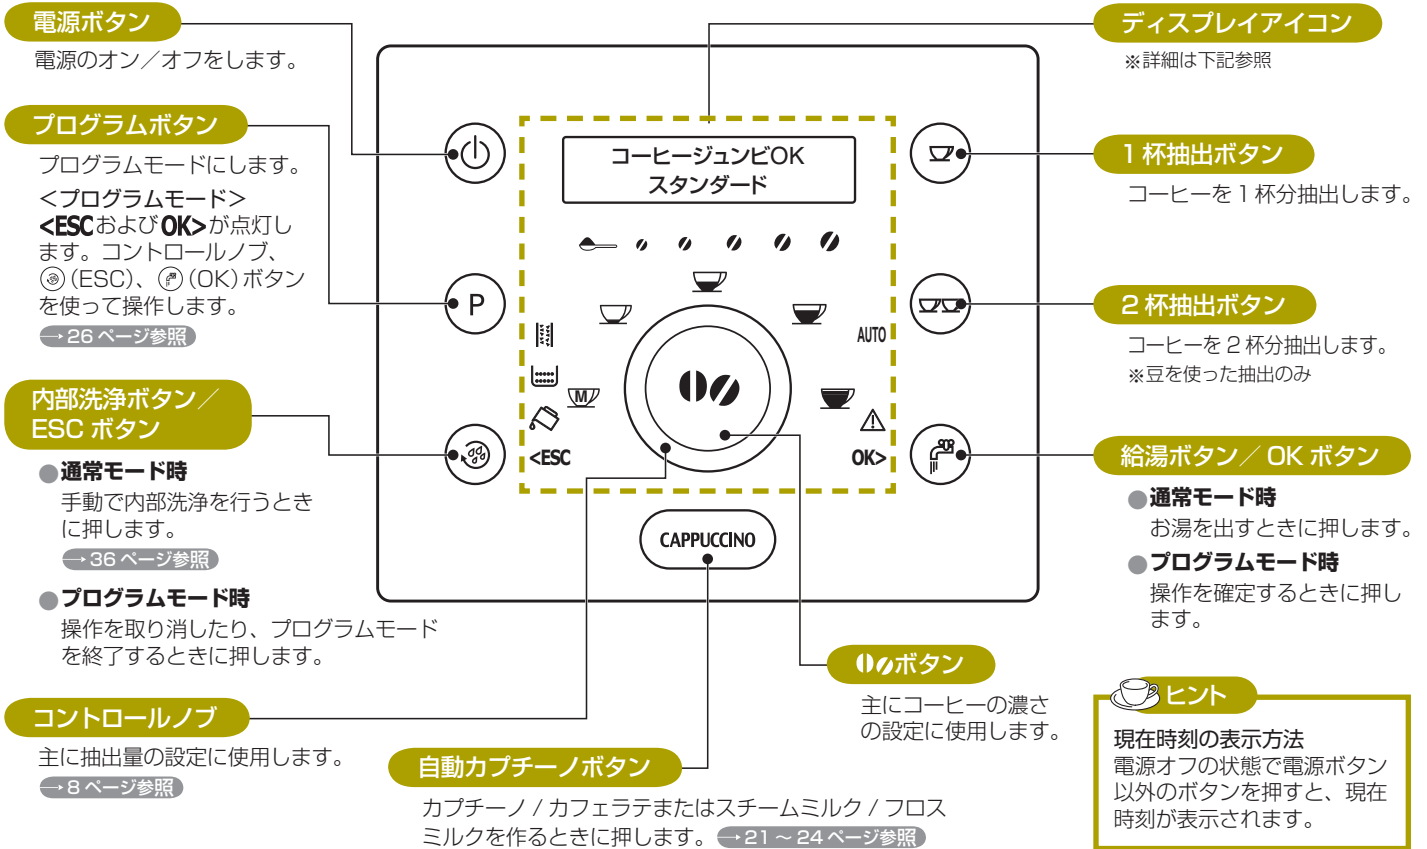 電源ボタン
電源のオン／オフをします。
プログラムボタン
プログラムモードにします。
＜プログラムモード＞
<ESCおよびOK>が点灯し
ます。コントロールノブ、
(ESC)、(OK)ボタン
を使って操作します。
→26ページ参照
内部洗浄ボタン／
ESC ボタン
●通常モード時
手動で内部洗浄を行うとき
に押します。
→36ページ参照
●プログラムモード時
操作を取り消したり、プログラムモード
を終了するときに押します。
コントロールノブ
主に抽出量の設定に使用します。
→8ページ参照
コーヒージュンビOK
スタンダード
P
AUTO
M
<ESC
OK>
CAPPUCCINO
自動カプチーノボタン
カプチーノ / カフェラテまたはスチームミルク / フロス
ミルクを作るときに押します。→21～24ページ参照
ボタン
主にコーヒーの濃さ
の設定に使用します。
ディスプレイアイコン
※詳細は下記参照
1杯抽出ボタン
コーヒーを1杯分抽出します。
2杯抽出ボタン
コーヒーを2杯分抽出します。
※豆を使った抽出のみ
給湯ボタン／ OK ボタン
●通常モード時
お湯を出すときに押します。
●プログラムモード時
操作を確定するときに押し
ます。
ヒント
現在時刻の表示方法
電源オフの状態で電源ボタン
以外のボタンを押すと、現在
時刻が表示されます。